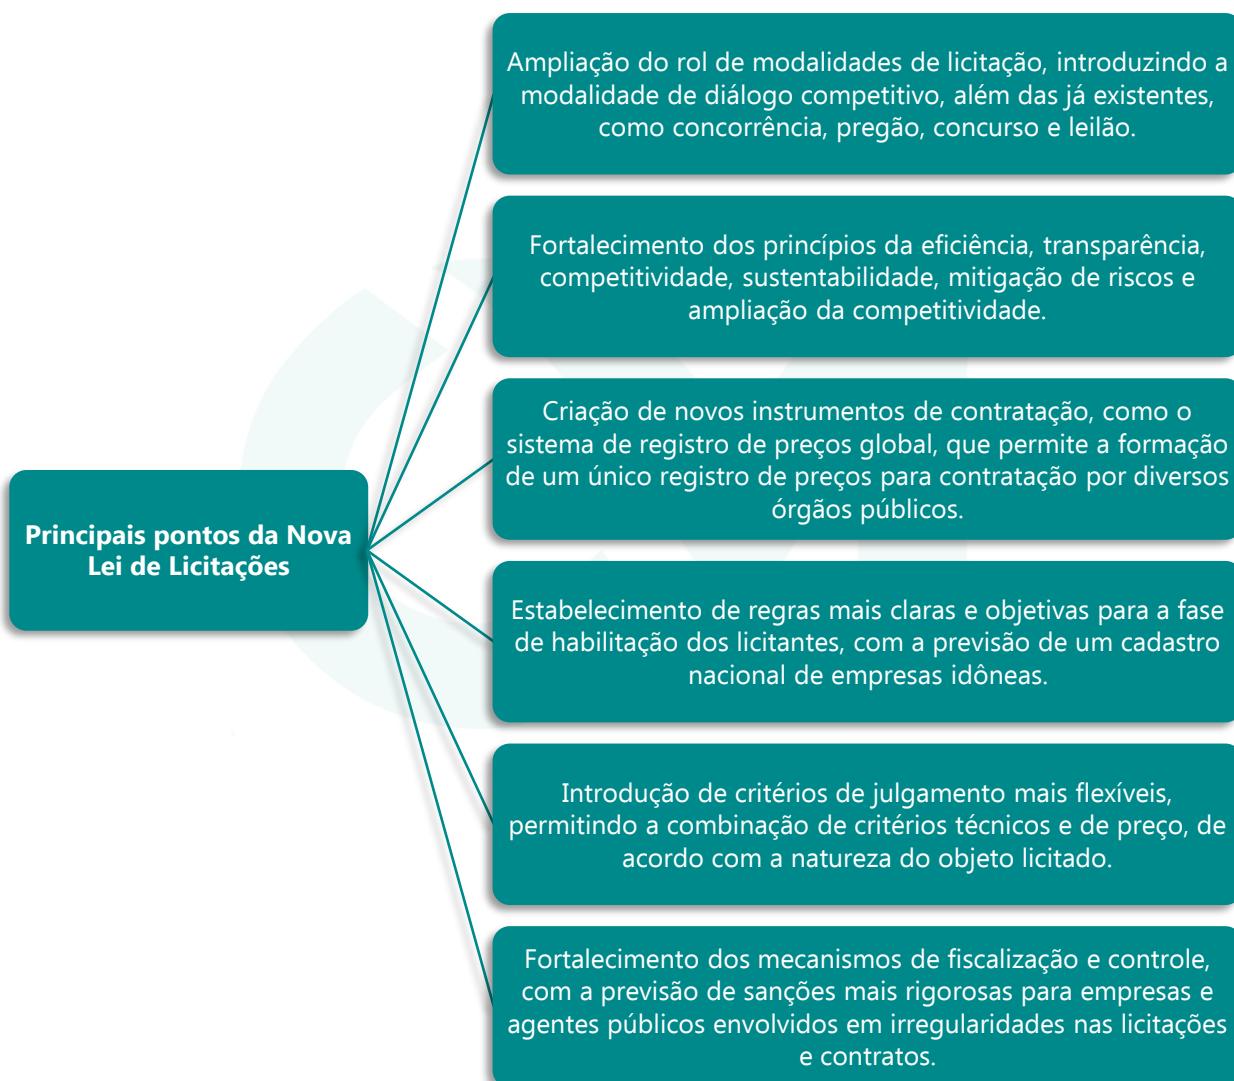 Ampliação do rol de modalidades de licitação, introduzindo a
modalidade de diálogo competitivo, além das já existentes,
como concorrência, pregão, concurso e leilão.
Fortalecimento dos princípios da eficiência, transparência,
competitividade, sustentabilidade, mitigação de riscos e
ampliação da competitividade.
Criação de novos instrumentos de contratação, como o
sistema de registro de preços global, que permite a formação
de um único registro de preços para contratação por diversos
órgãos públicos.
Principais pontos da Nova
Lei de Licitações
Estabelecimento de regras mais claras e objetivas para a fase
de habilitação dos licitantes, com a previsão de um cadastro
nacional de empresas idôneas.
Introdução de critérios de julgamento mais flexíveis,
permitindo a combinação de critérios técnicos e de preço, de
acordo com a natureza do objeto licitado.
Fortalecimento dos mecanismos de fiscalização e controle,
com a previsão de sanções mais rigorosas para empresas e
agentes públicos envolvidos em irregularidades nas licitações
e contratos.